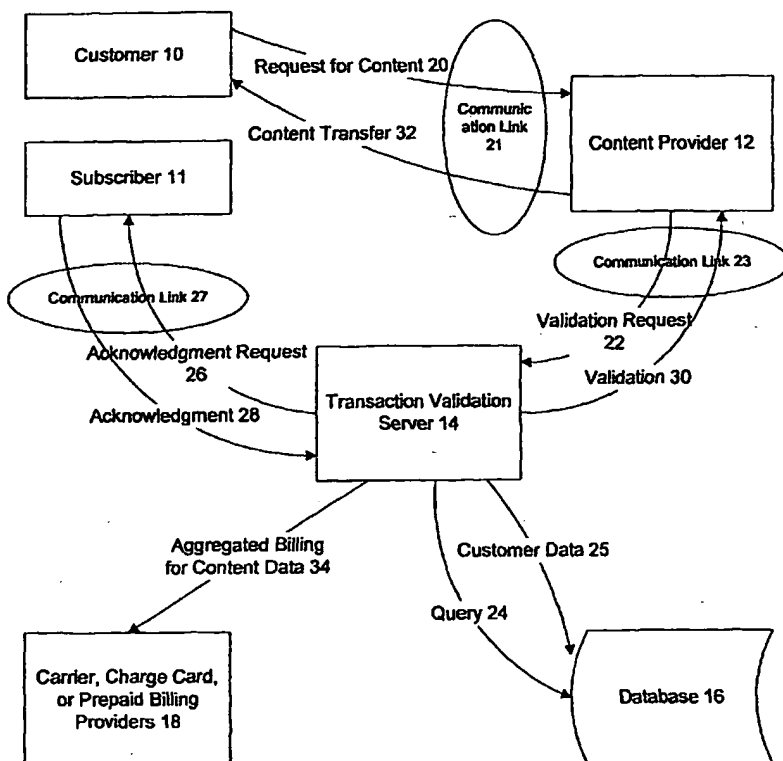 Customer 10
Request for Content 20
Communic
ation Link
21
Content Transfer 32
Content Provider 12
Subscriber 11
Communication Link 23
Communication Link 27
Validation Request
22
Acknowledgment Request
26
Validation 30
Transaction Validation
Server 14
Acknowledgment 28
Aggregated Billing
for Content Data 34
Customer Data 25
Query 24
Carrier, Charge Card,
or Prepaid Billing
Providers 18
Database 16